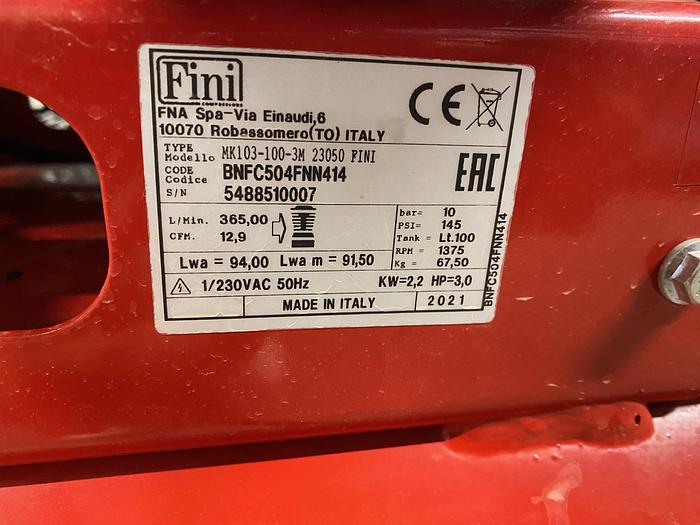 Fini
COMPRESSORS
CE
FNA Spa-Via Einaudi,6
10070 Robassomero(TO) ITALY
TYPE
Modello MK103-100-3M 23050 FINI
CODE
Codice BNFC504FNN414
S/N 5488510007
EAC
L/Min. 365,00
CFM. 12,9
bar= 10
PSI= 145
Tank = Lt.100
RPM = 1375
Kg = 67,50
Lwa = 94,00 Lwa m = 91,50
1/230VAC 50Hz KW=2,2 HP=3,0
MADE IN ITALY 2021
BNFC504FNN414